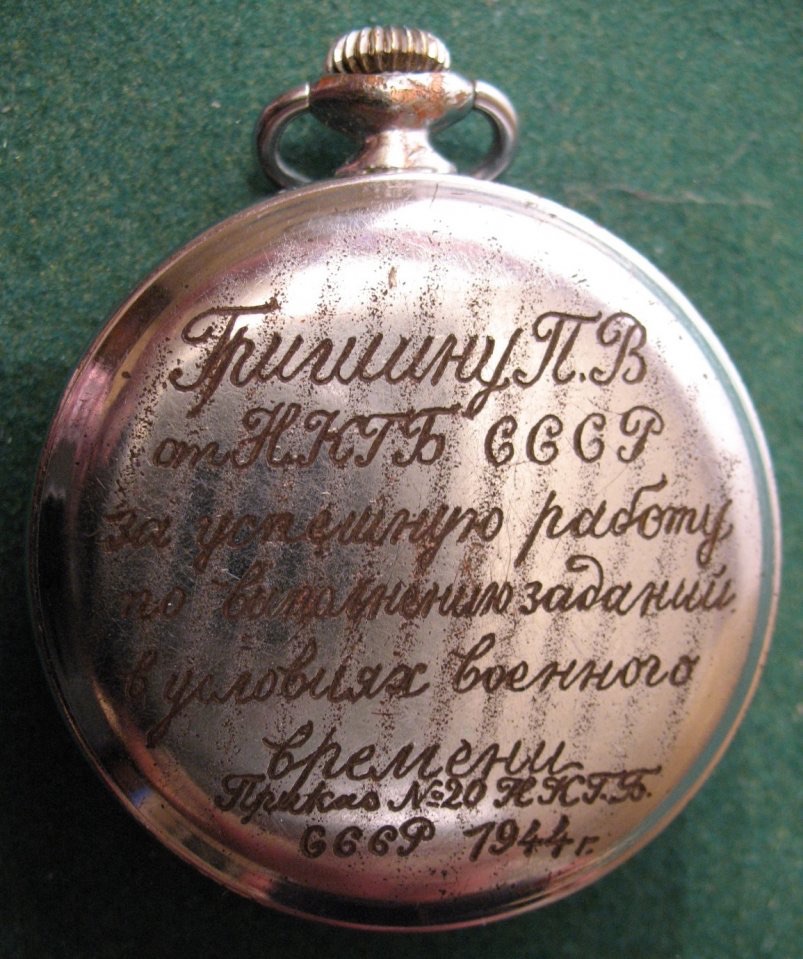 Гришину П.В
от Н.К.Г.Б СССР
за успешную работу
по выполнению заданий
в условиях военного
времени
Приказ №20 Н.К.Г.Б.
СССР 1944 г.